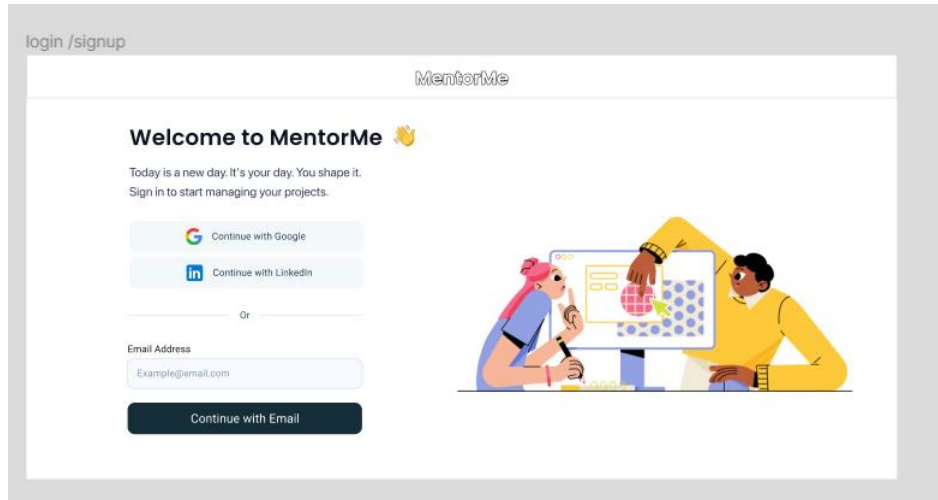 login /signup
MentorMe
Welcome to MentorMe 👋
Today is a new day. It's your day. You shape it.
Sign in to start managing your projects.
Continue with Google
in Continue with LinkedIn
Or
Email Address
Example@email.com
Continue with Email